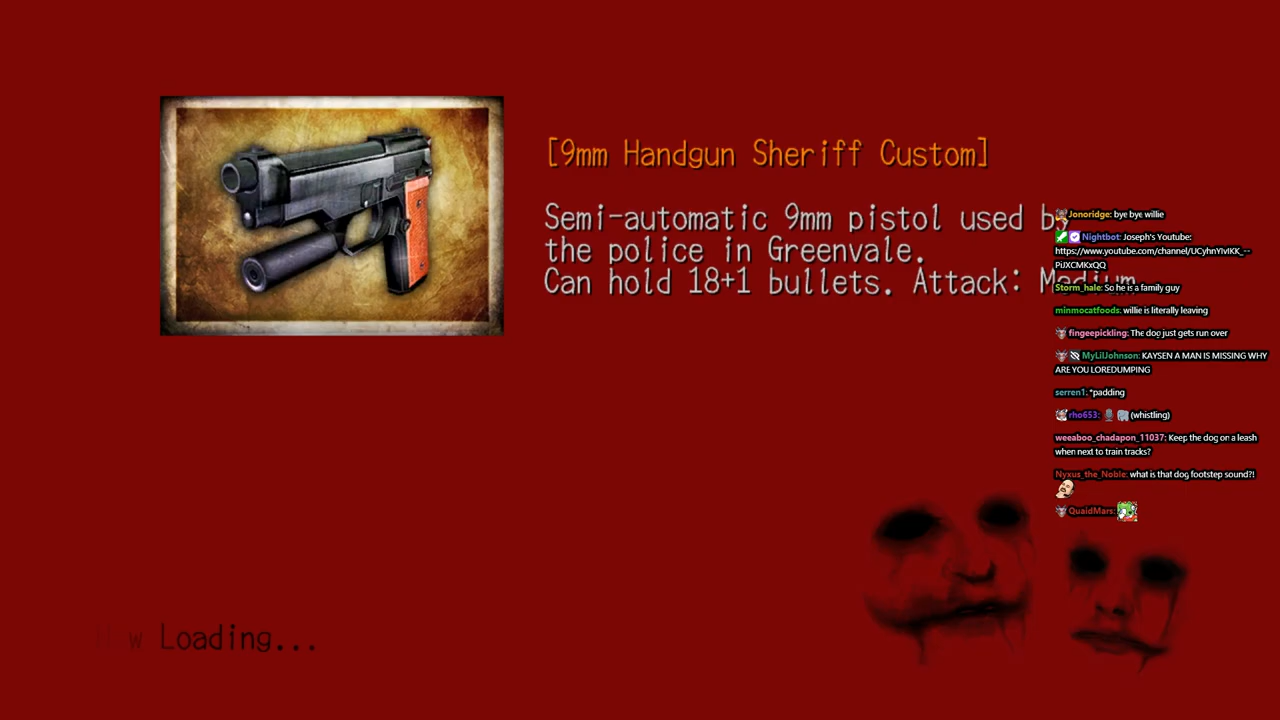 [9mm Handgun Sheriff Custom]
Semi-automatic 9mm pistol used by
the police in Greenvale.
Can hold 18+1 bullets. Attack: Medium
Jonoridge: bye bye willie
Nightbot: Joseph's Youtube:
Storm_hale: So he is a family guy
minmocatfoods: willie is literally leaving
fingeepickling: The dog just gets run over
MyLilJohnson: KAYSEN A MAN IS MISSING WHY
ARE YOU LOREDUMPING
serren1: *padding
rho653: (whistling)
weeaboo_chadapon_11037: Keep the dog on a leash
when next to train tracks?
Nyxus_the_Noble: what is that dog footstep sound?!
QuaidMars:
Now Loading...